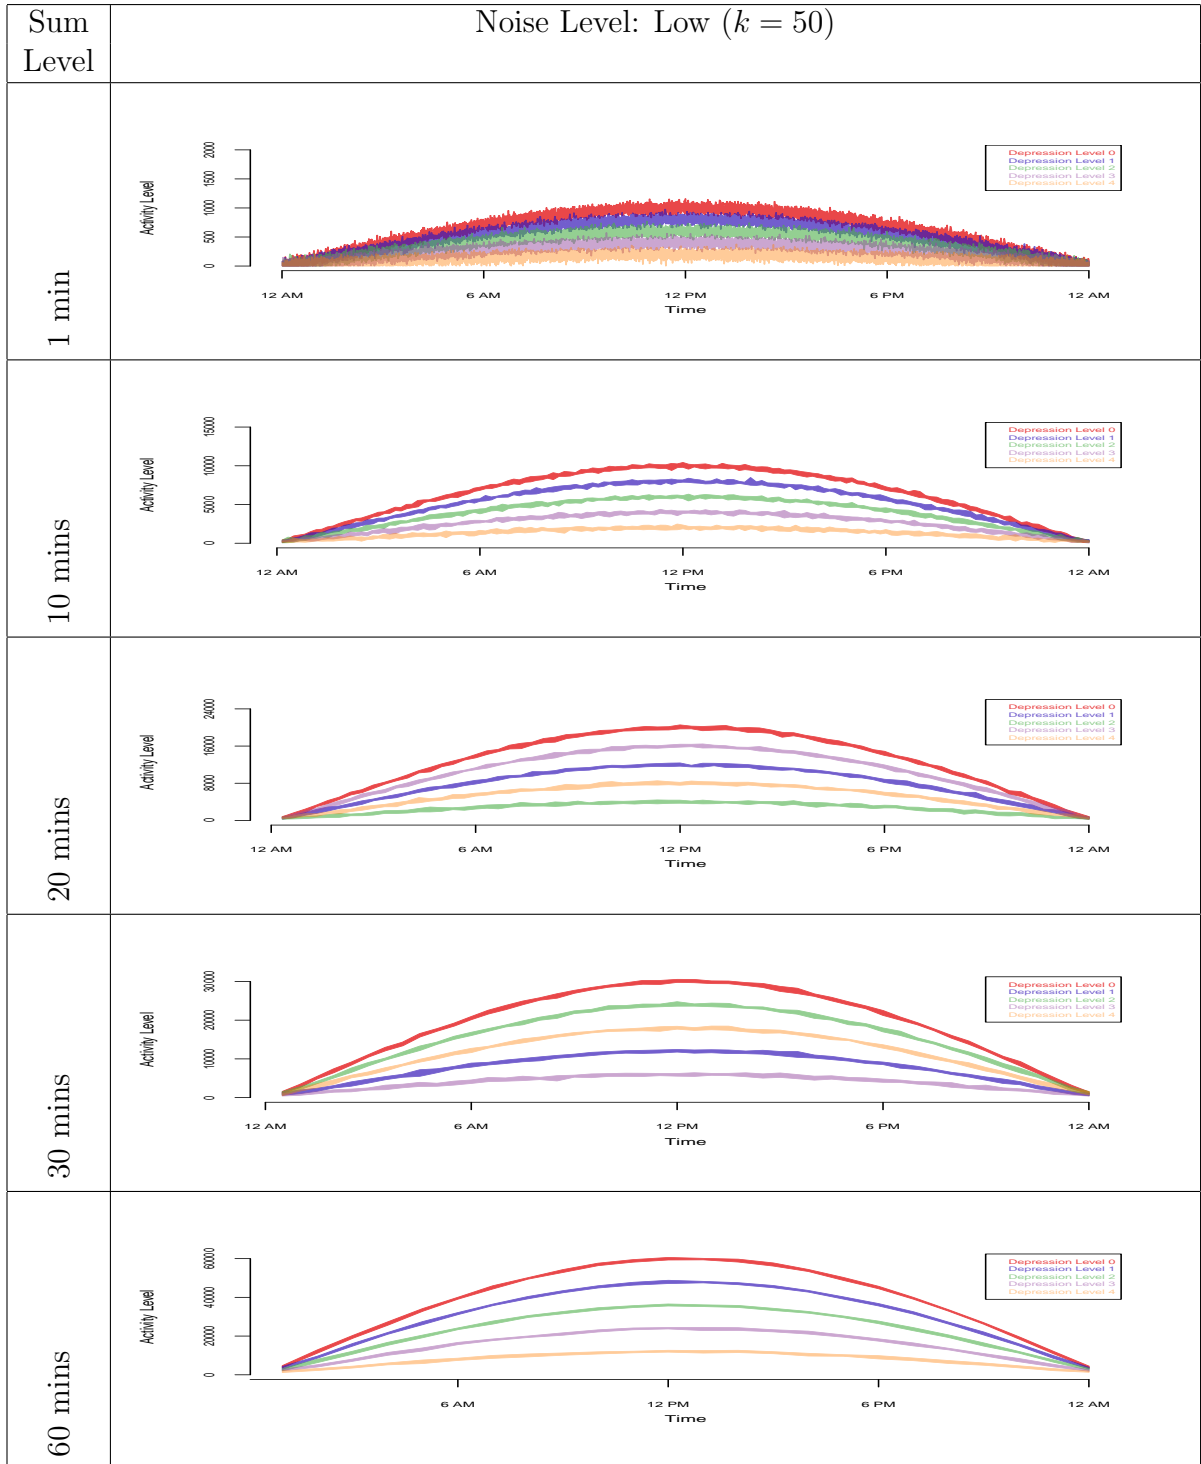 Sum
Level
Noise Level: Low (k = 50)
1 min
Activity Level
2000
1500
1000
500
0
Depression Level 0
Depression Level 1
Depression Level 2
Depression Level 3
Depression Level 4
12 AM 6 AM 12 PM 6 PM 12 AM
Time
10 mins
Activity Level
15000
10000
5000
0
Depression Level 0
Depression Level 1
Depression Level 2
Depression Level 3
Depression Level 4
12 AM 6 AM 12 PM 6 PM 12 AM
Time
20 mins
Activity Level
24000
16000
8000
0
Depression Level 0
Depression Level 1
Depression Level 2
Depression Level 3
Depression Level 4
12 AM 6 AM 12 PM 6 PM 12 AM
Time
30 mins
Activity Level
30000
20000
10000
0
Depression Level 0
Depression Level 1
Depression Level 2
Depression Level 3
Depression Level 4
12 AM 6 AM 12 PM 6 PM 12 AM
Time
60 mins
Activity Level
60000
40000
20000
0
Depression Level 0
Depression Level 1
Depression Level 2
Depression Level 3
Depression Level 4
6 AM 12 PM 6 PM 12 AM
Time